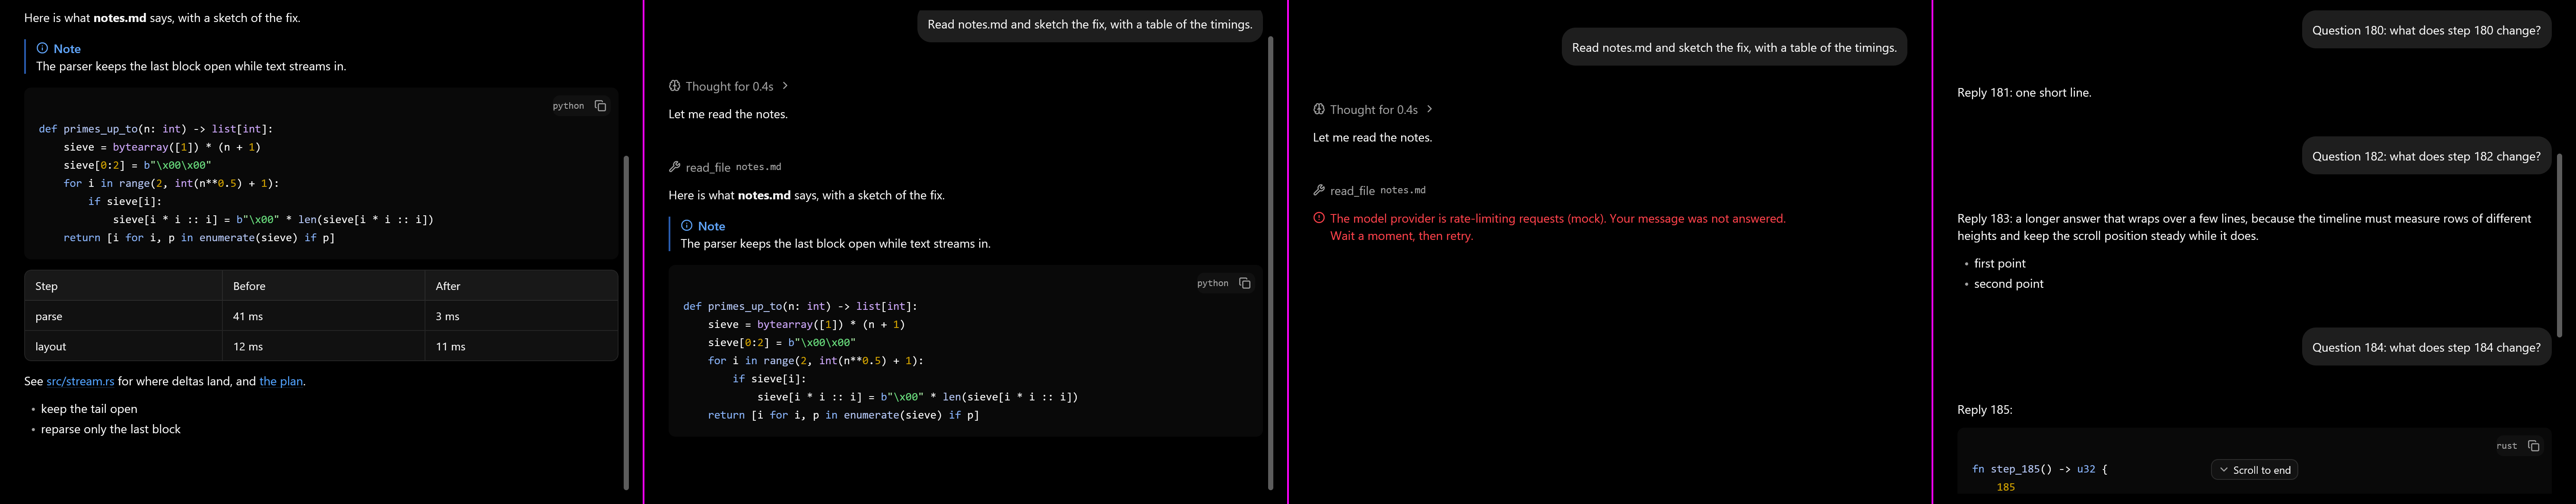 Here is what notes.md says, with a sketch of the fix.
Note
The parser keeps the last block open while text streams in.
python
def primes_up_to(n: int) -> list[int]:
    sieve = bytearray([1]) * (n + 1)
    sieve[0:2] = b"\x00\x00"
    for i in range(2, int(n**0.5) + 1):
        if sieve[i]:
            sieve[i * i :: i] = b"\x00" * len(sieve[i * i :: i])
    return [i for i, p in enumerate(sieve) if p]
Step Before After
parse 41 ms 3 ms
layout 12 ms 11 ms
See src/stream.rs for where deltas land, and the plan.
• keep the tail open
• reparse only the last block
Read notes.md and sketch the fix, with a table of the timings.
Thought for 0.4s
Let me read the notes.
read_file notes.md
Here is what notes.md says, with a sketch of the fix.
Note
The parser keeps the last block open while text streams in.
python
def primes_up_to(n: int) -> list[int]:
    sieve = bytearray([1]) * (n + 1)
    sieve[0:2] = b"\x00\x00"
    for i in range(2, int(n**0.5) + 1):
        if sieve[i]:
            sieve[i * i :: i] = b"\x00" * len(sieve[i * i :: i])
    return [i for i, p in enumerate(sieve) if p]
Read notes.md and sketch the fix, with a table of the timings.
Thought for 0.4s
Let me read the notes.
read_file notes.md
The model provider is rate-limiting requests (mock). Your message was not answered.
Wait a moment, then retry.
Question 180: what does step 180 change?
Reply 181: one short line.
Question 182: what does step 182 change?
Reply 183: a longer answer that wraps over a few lines, because the timeline must measure rows of different
heights and keep the scroll position steady while it does.
• first point
• second point
Question 184: what does step 184 change?
Reply 185:
rust
fn step_185() -> u32 {
    185
Scroll to end